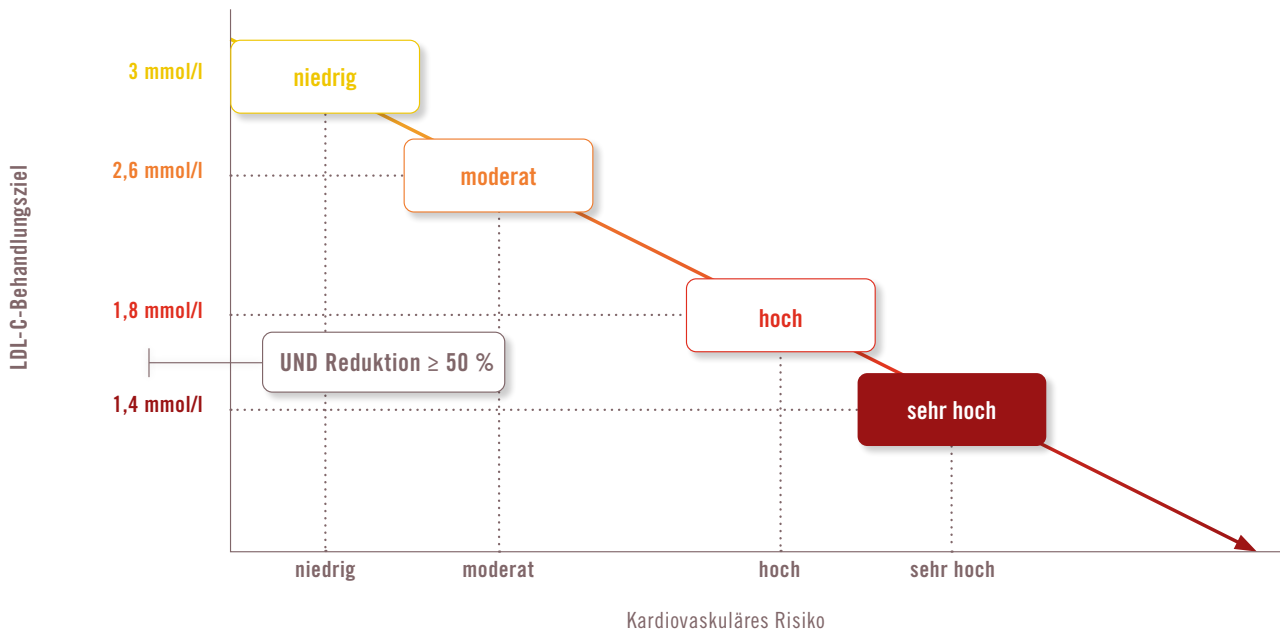 LDL-C-Behandlungsziel
3 mmol/l
niedrig
2,6 mmol/l
moderat
1,8 mmol/l
hoch
UND Reduktion ≥ 50 %
1,4 mmol/l
sehr hoch
niedrig
moderat
hoch
sehr hoch
Kardiovaskuläres Risiko